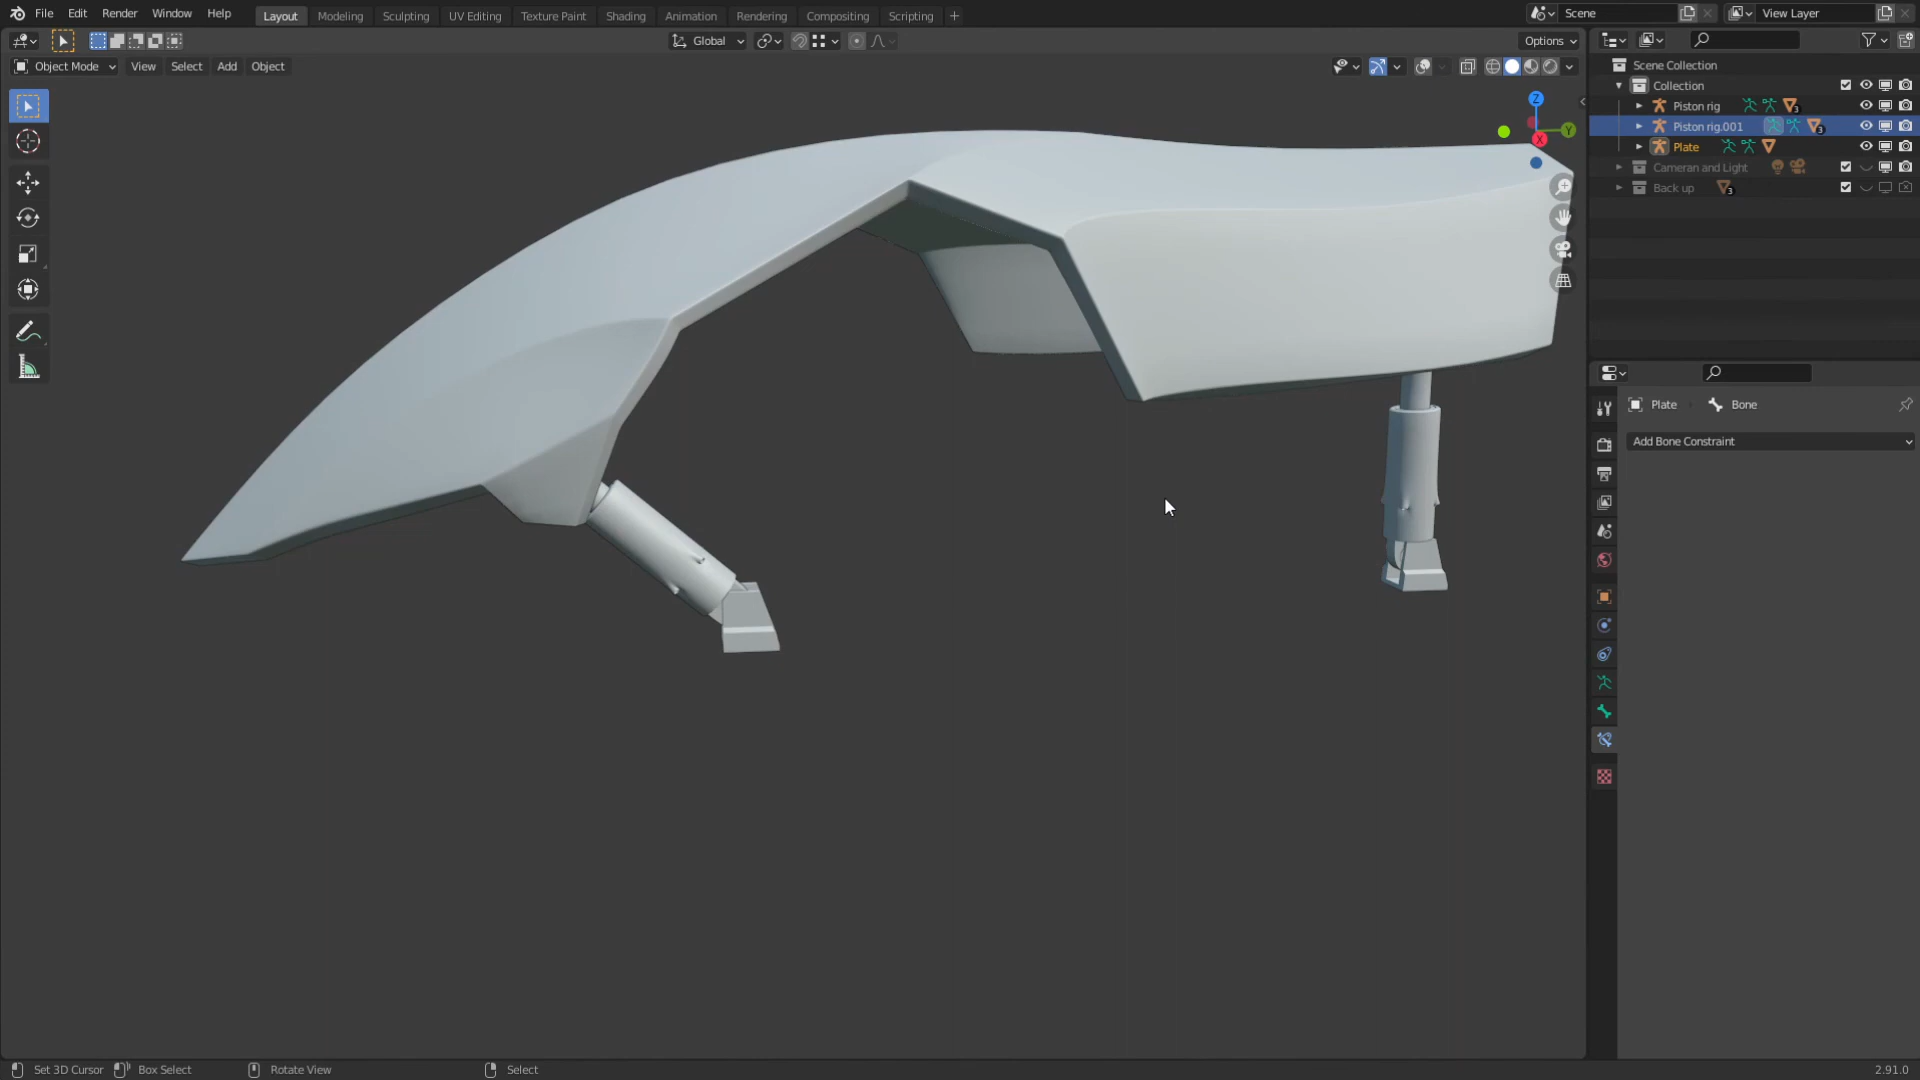 File Edit Render Window Help Layout Modeling Sculpting UV Editing Texture Paint Shading Animation Rendering Compositing Scripting + Scene View Layer
Global Options
Object Mode View Select Add Object
Scene Collection
Collection
Piston rig 3
Piston rig.001 3
Plate
Cameran and Light
Back up 3
Z
Y
X
Plate Bone
Add Bone Constraint
Set 3D Cursor Box Select Rotate View Select 2.91.0